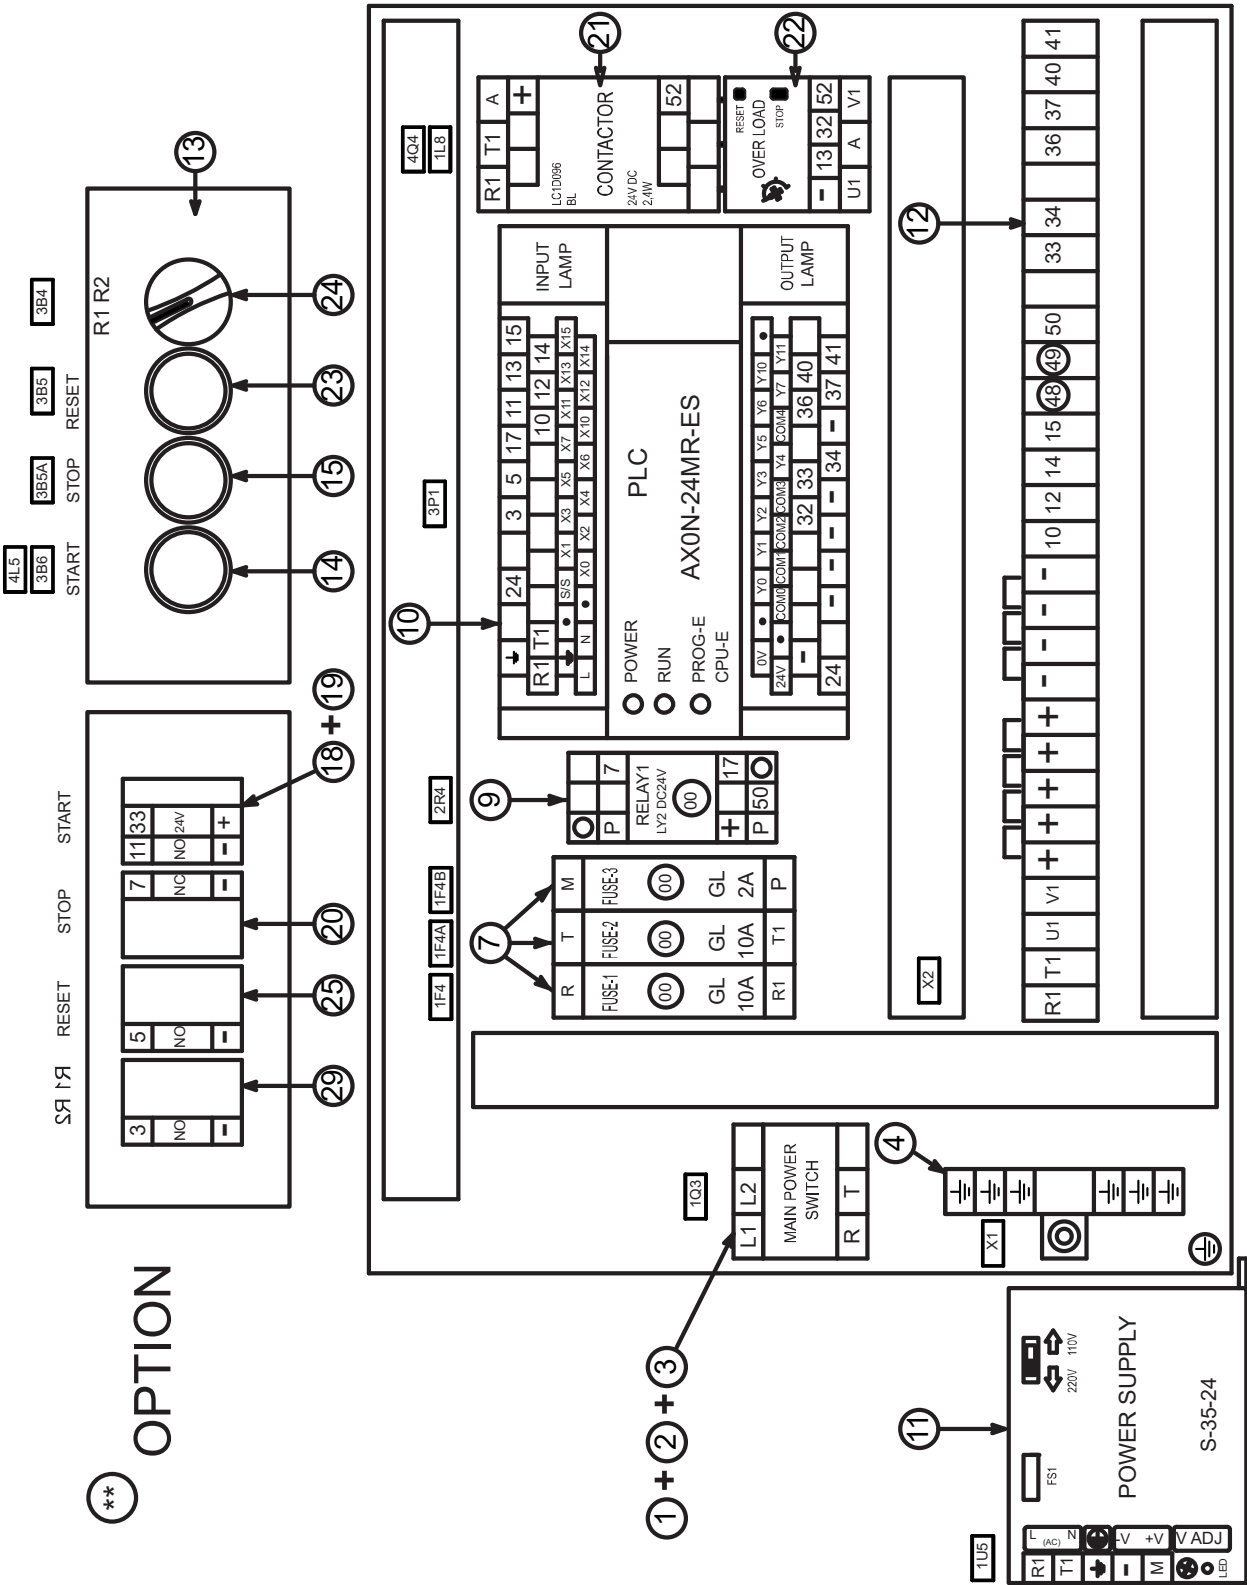 ** OPTION
R1 R2 RESET STOP START
3 5 7 11 33
NO NO NC NO 24V
- - - - +
29 25 20 18 + 19
4L5
3B6 3B5A 3B5 3B4
START STOP RESET R1 R2
14 15 23 24 13
1F4 1F4A 1F4B 2R4 3P1
4Q4
1L8
7 9 10 21 22
R T M
FUSE-1 FUSE-2 FUSE-3
00 00 00
GL GL GL
10A 10A 2A
R1 T1 P
P 7
RELAY1
LY2 DC24V
00
+ 17
P 50
24 3 5 17 11 13 15
R1 T1 10 12 14
S/S X1 X3 X5 X7 X11 X13 X15
L N X0 X2 X4 X6 X10 X12 X14
INPUT
LAMP
POWER
RUN
PROG-E
CPU-E
PLC
AX0N-24MR-ES
0V Y0 Y1 Y2 Y3 Y5 Y6 Y10
24V COM0 COM1 COM2 COM3 Y4 COM4 Y7 Y11
- 32 33 36 40
24 - - - 34 - 37 41
OUTPUT
LAMP
R1 T1 A
+
LC1D096
BL
CONTACTOR
24V DC
2,4W
52
RESET
OVER LOAD
STOP
- 13 32 52
U1 A V1
1 + 2 + 3
1Q3
L1 L2
MAIN POWER
SWITCH
R T
4
X1
X2
12
R1 T1 U1 V1 + + + + + - - - - 10 12 14 15 48 49 50 33 34 36 37 40 41
11
1U5
R1 T1 - M
L (AC) N -V +V V ADJ
LED
FS1
220V 110V
POWER SUPPLY
S-35-24